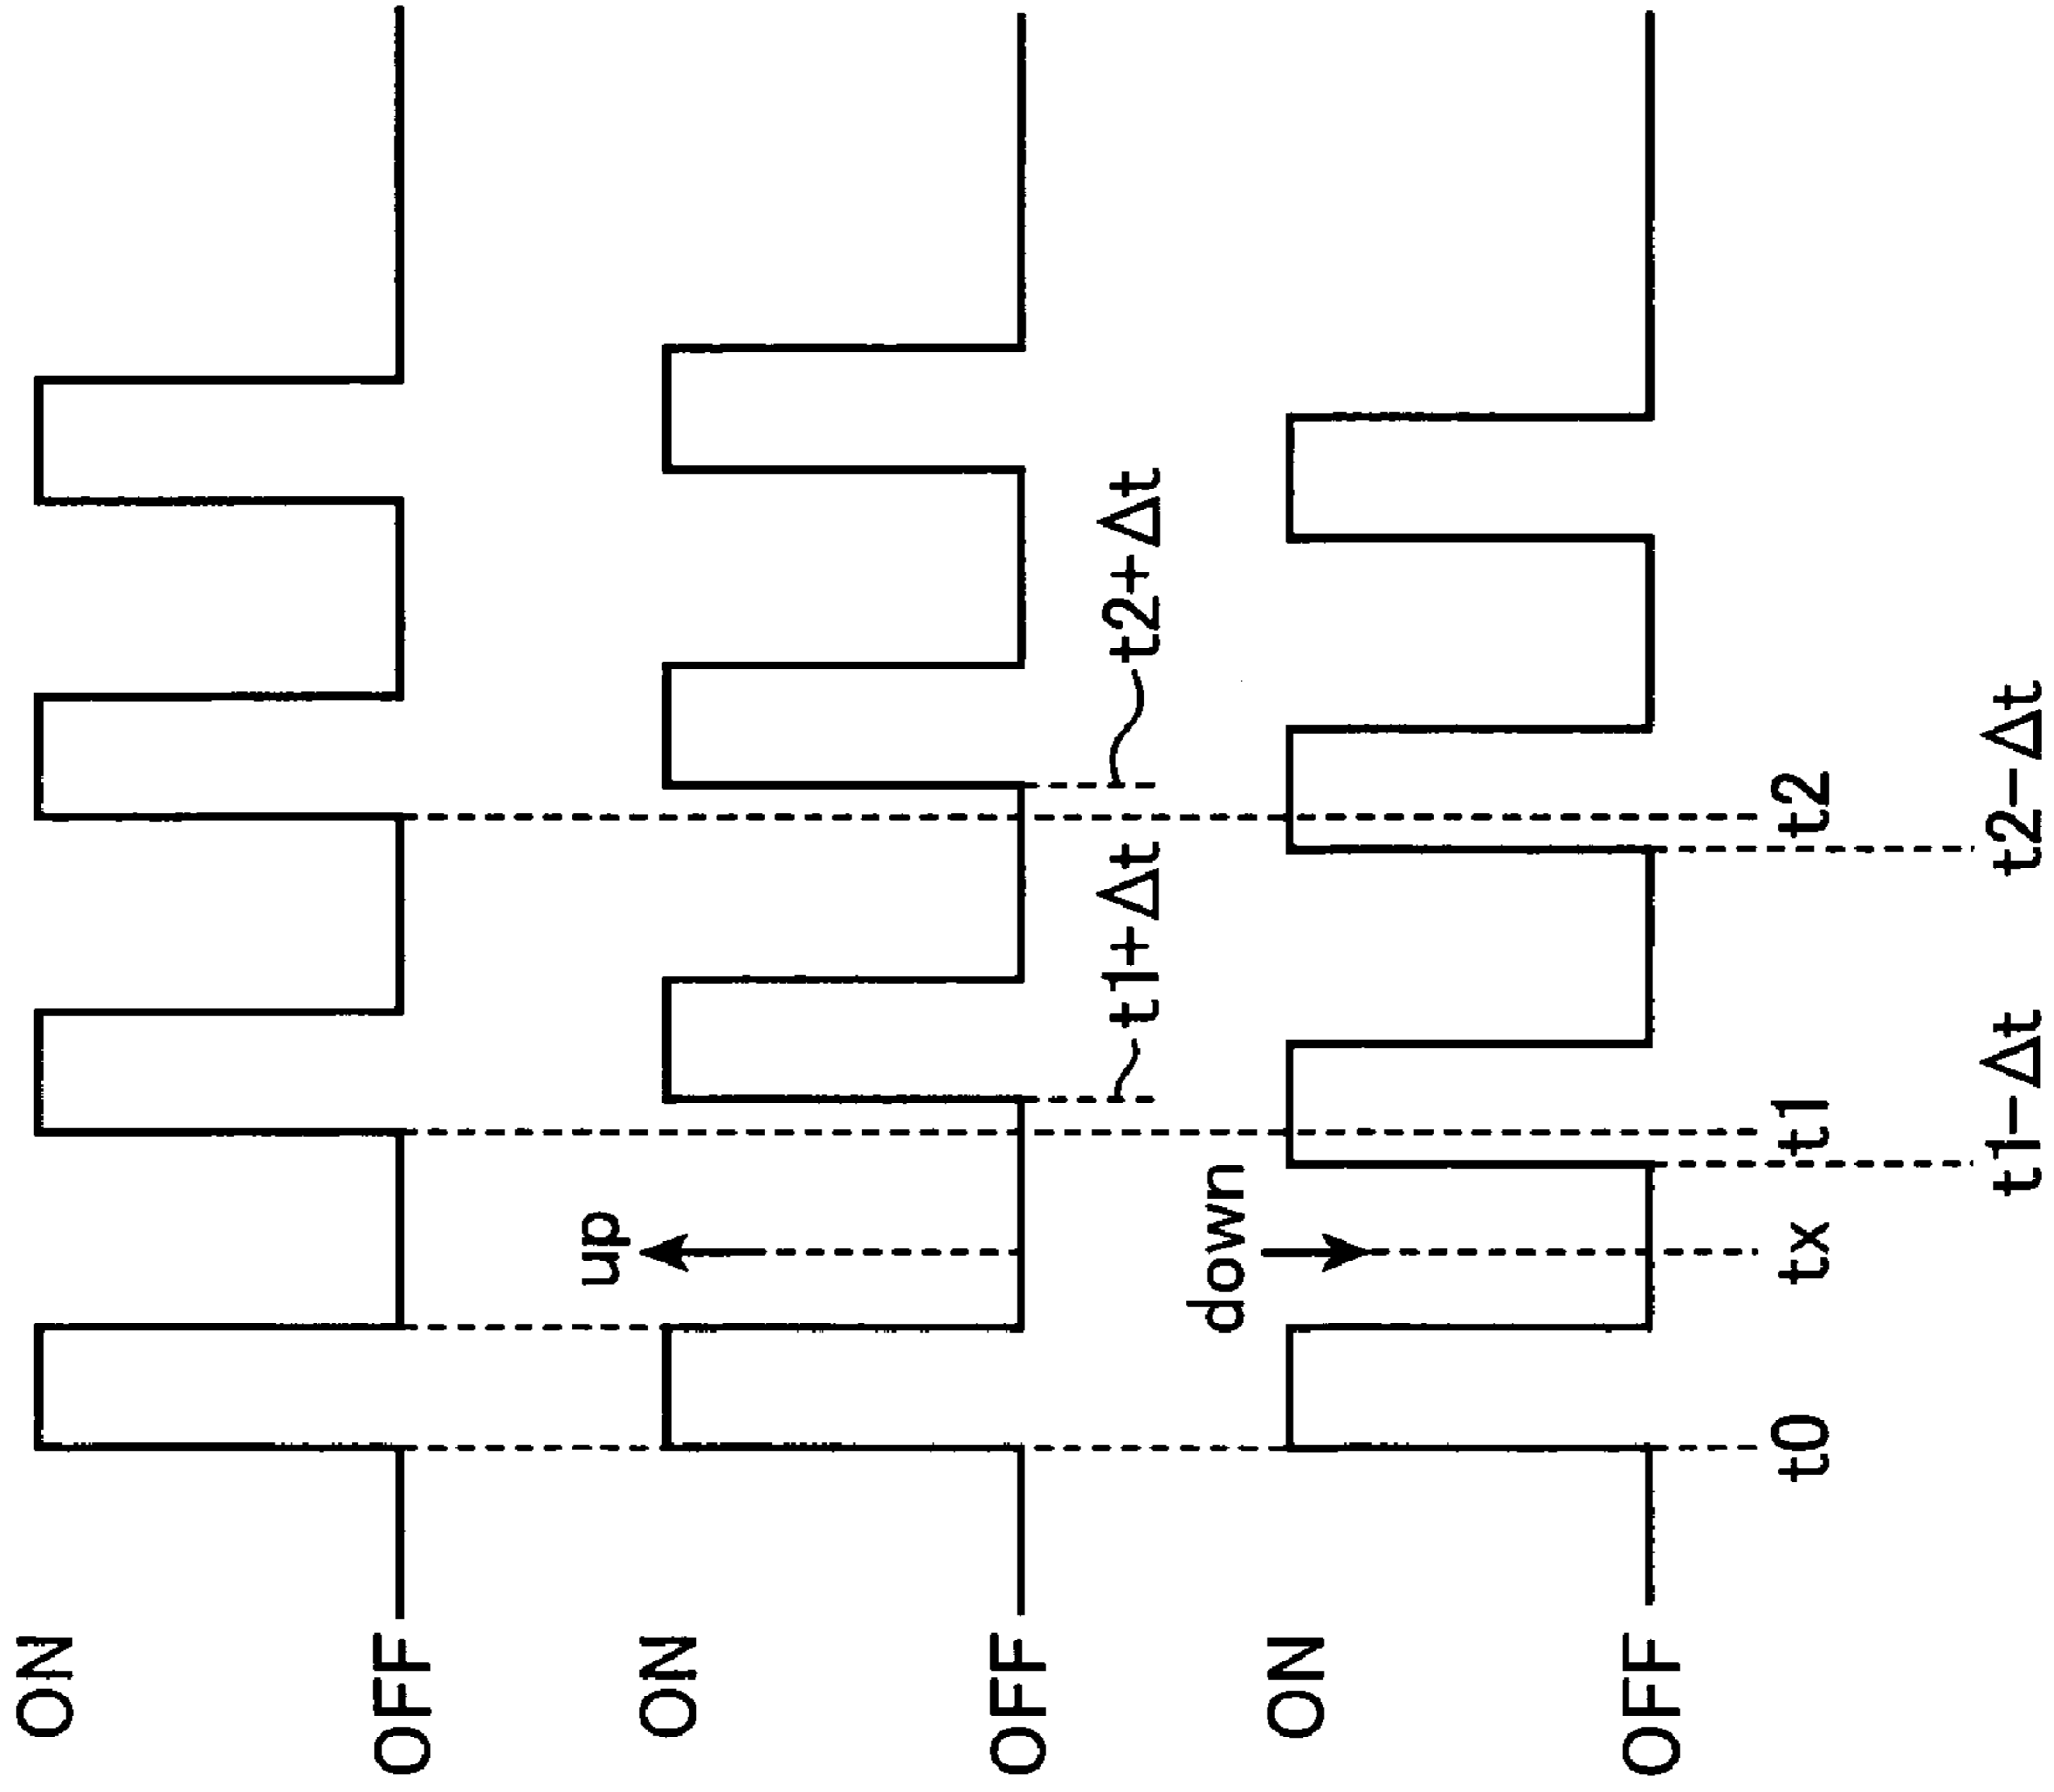 ON
OFF
up
ON
OFF
t1+Δt
t2+Δt
down
ON
OFF
t0
tx
t1
t2
t1-Δt
t2-Δt